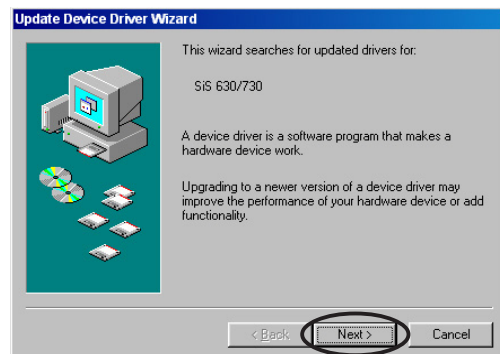 Update Device Driver Wizard
This wizard searches for updated drivers for:
SiS 630/730
A device driver is a software program that makes a
hardware device work.
Upgrading to a newer version of a device driver may
improve the performance of your hardware device or add
functionality.
< Back
Next >
Cancel